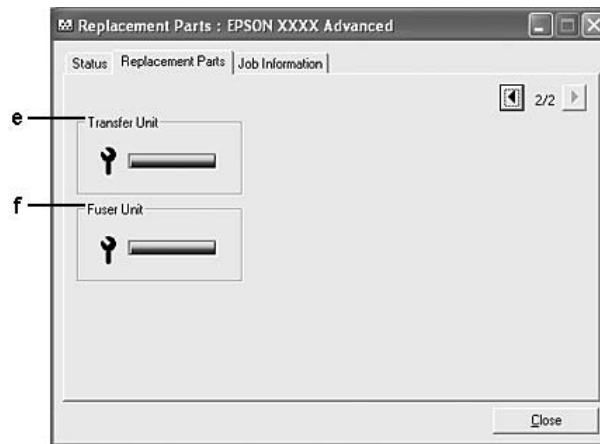 Replacement Parts : EPSON XXXX Advanced
Status Replacement Parts Job Information
2/2
e
Transfer Unit
f
Fuser Unit
Close